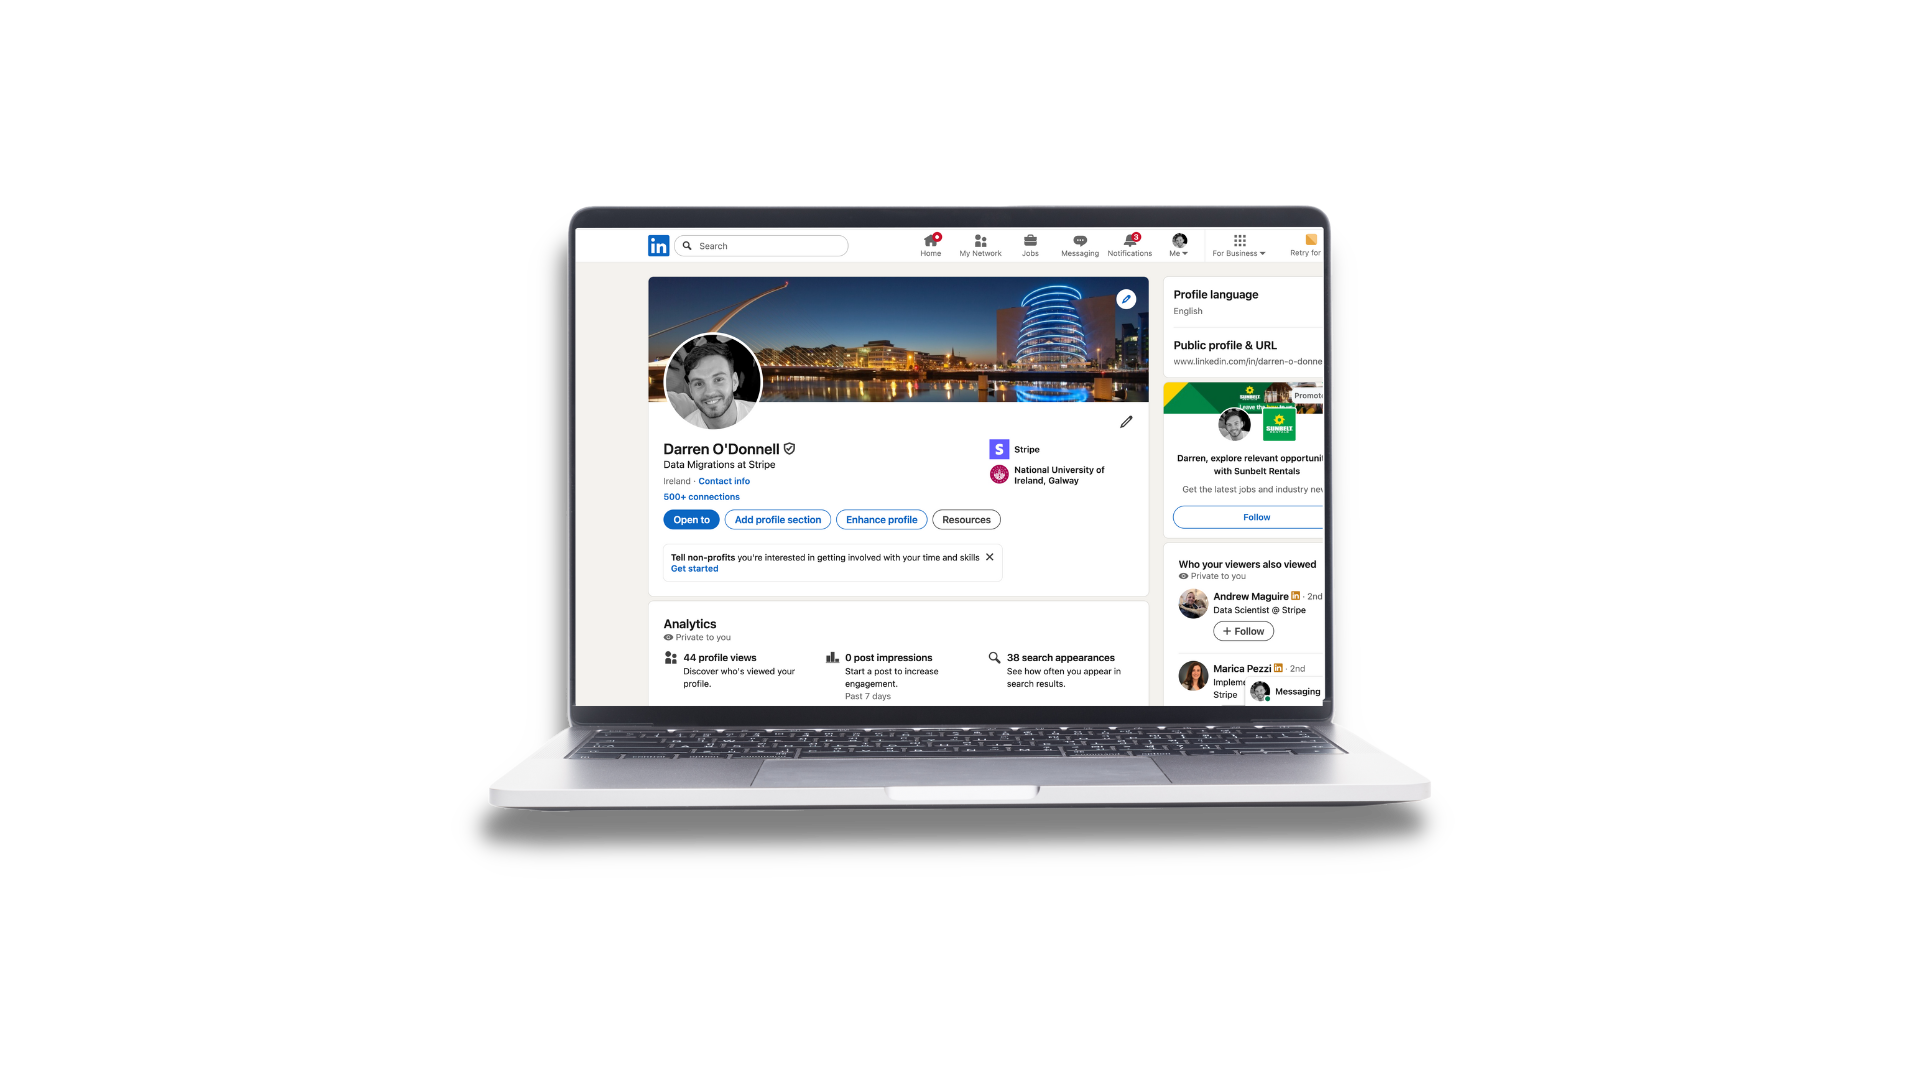 in
Search
Home
My Network
Jobs
Messaging
3
Notifications
Me
For Business
Retry for
Profile language
English
Public profile & URL
www.linkedin.com/in/darren-o-donne
Darren O'Donnell
Data Migrations at Stripe
Ireland · Contact info
500+ connections
S Stripe
National University of
Ireland, Galway
Open to
Add profile section
Enhance profile
Resources
Tell non-profits you're interested in getting involved with your time and skills
Get started
SUNBELT
Promot
SUNBELT
Darren, explore relevant opportuni
with Sunbelt Rentals
Get the latest jobs and industry
Follow
Analytics
Private to you
44 profile views
Discover who's viewed your
profile.
0 post impressions
Start a post to increase
engagement.
Past 7 days
38 search appearances
See how often you appear in
search results.
Who your viewers also viewed
Private to you
Andrew Maguire in · 2nd
Data Scientist @ Stripe
+ Follow
Marica Pezzi in · 2nd
Implem
Stripe
Messaging